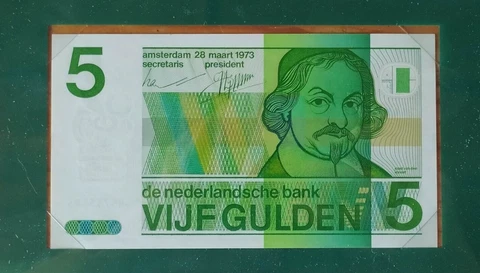 5
amsterdam 28 maart 1973
secretaris president
de nederlandsche bank
VIJF GULDEN 5